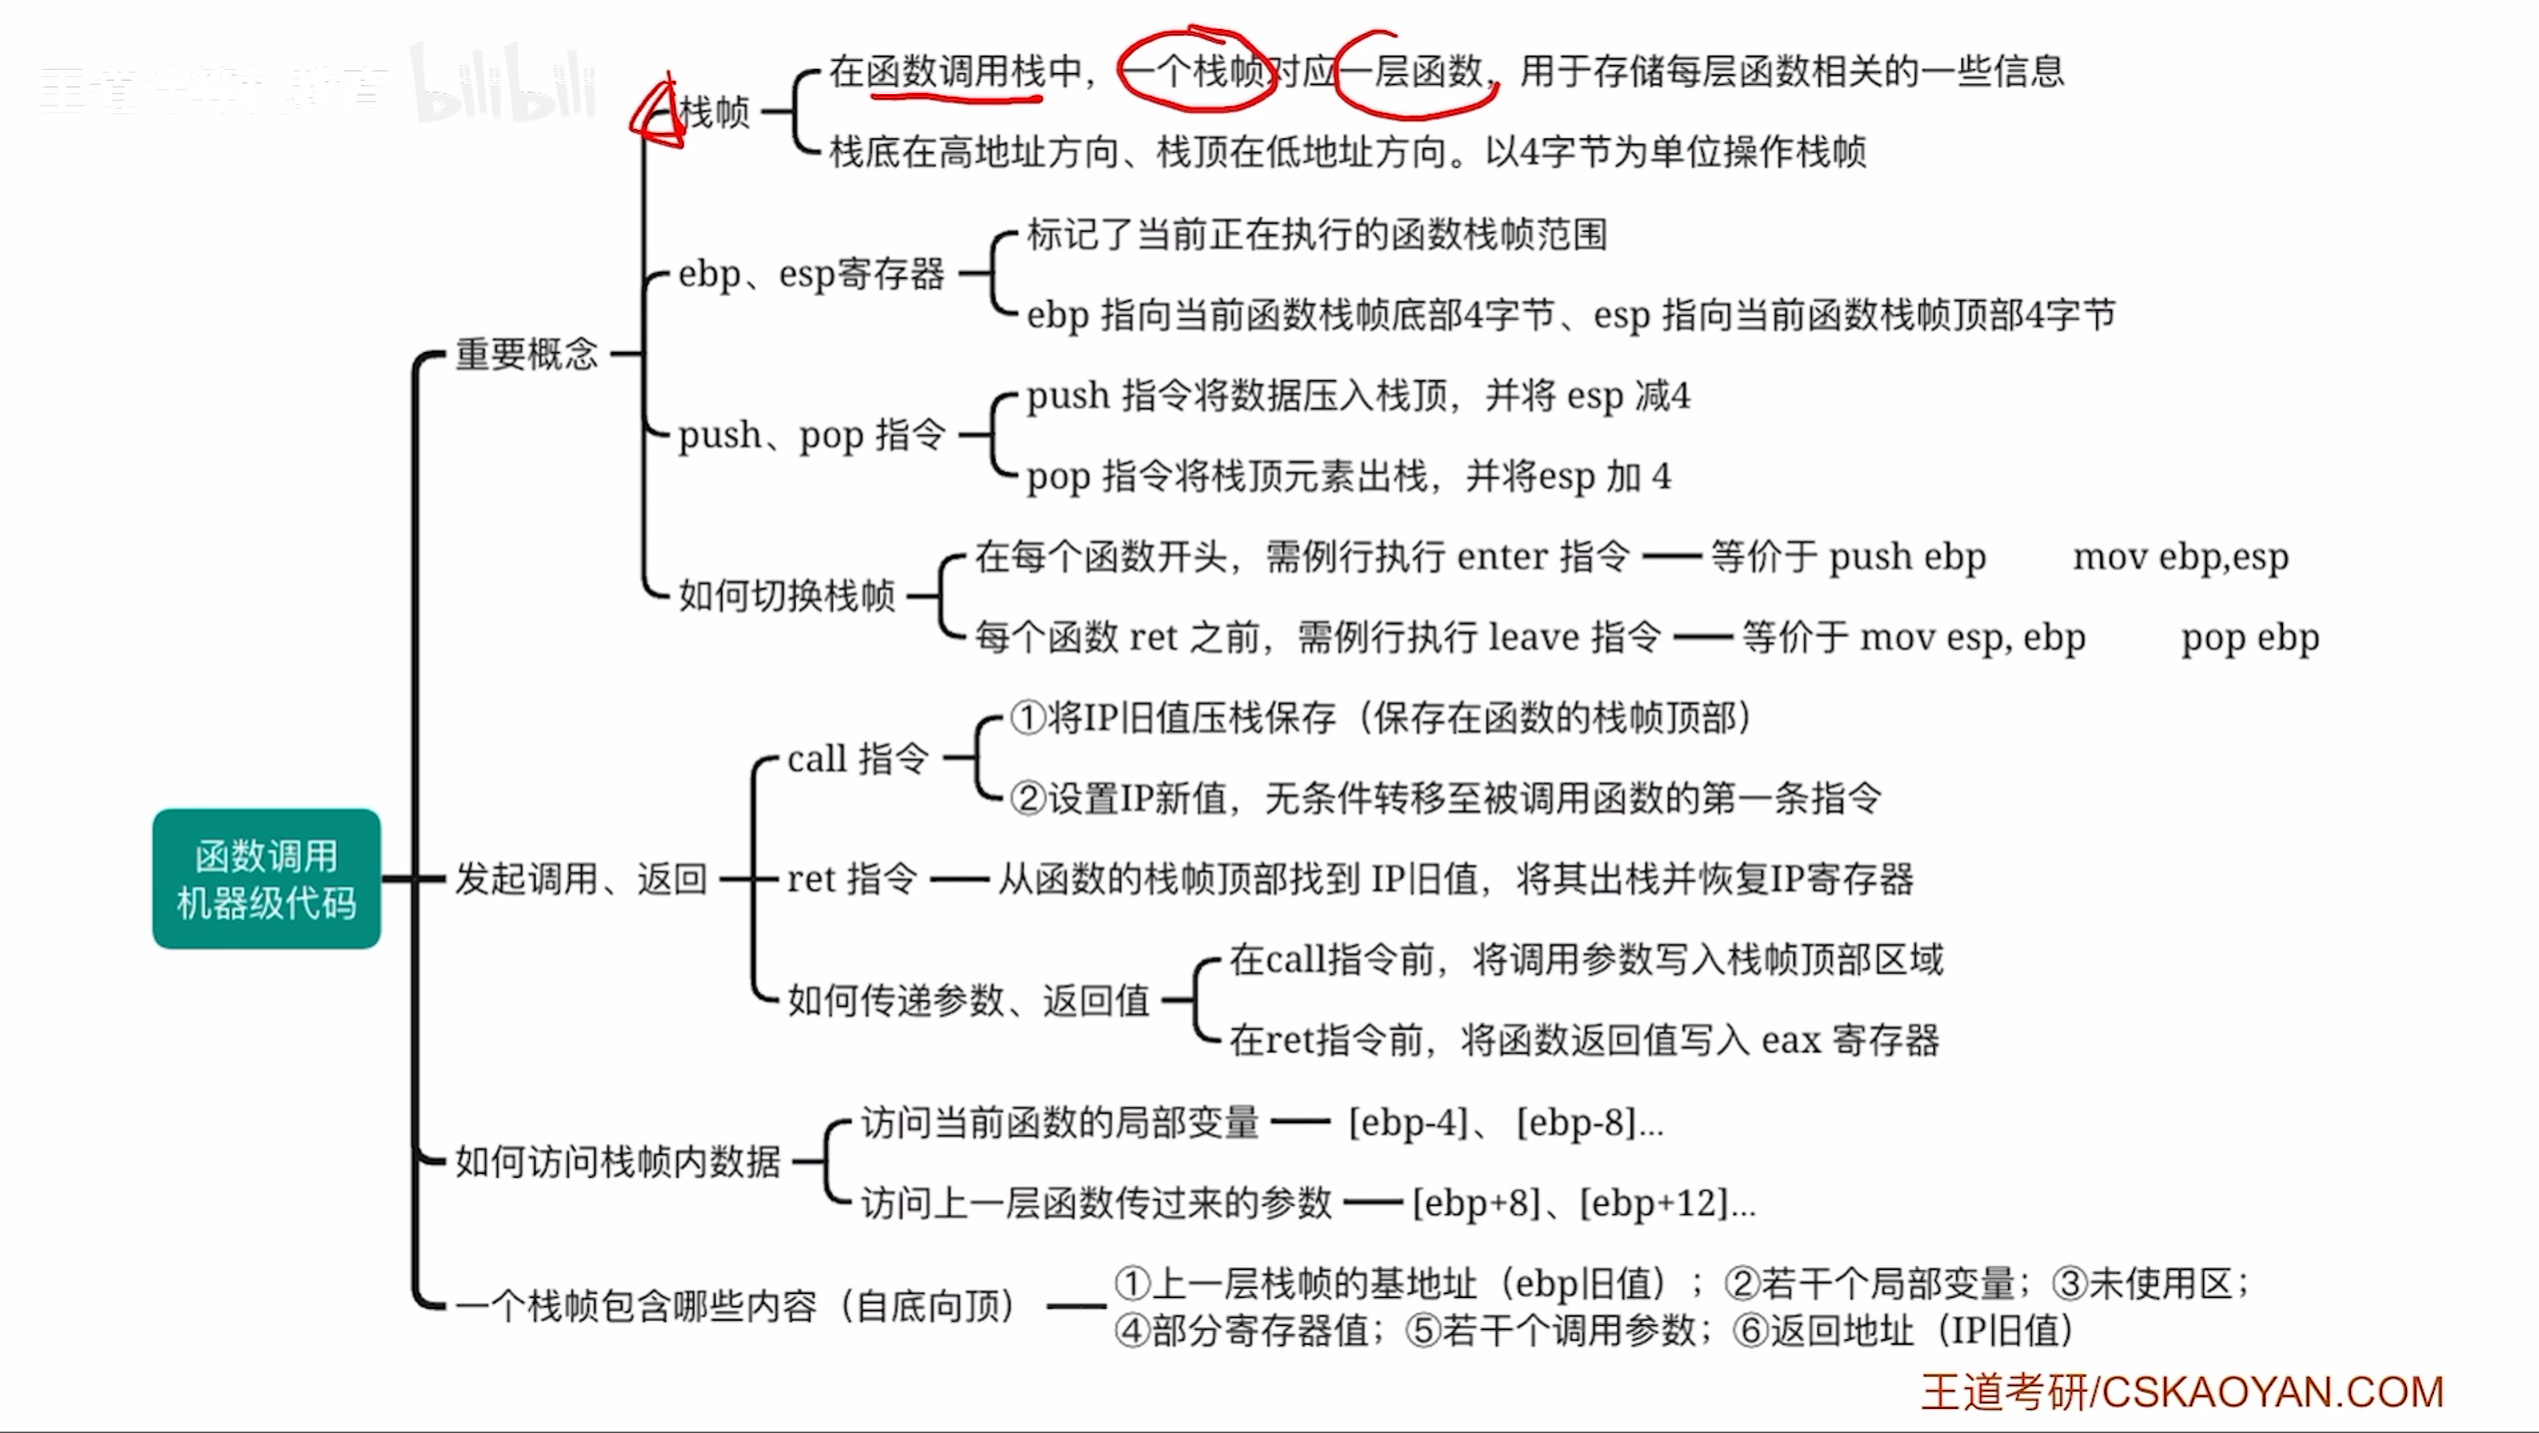 bilibili
在函数调用栈中，一个栈帧对应一层函数，用于存储每层函数相关的一些信息
栈帧
栈底在高地址方向、栈顶在低地址方向。以4字节为单位操作栈帧
标记了当前正在执行的函数栈帧范围
ebp、esp寄存器
ebp 指向当前函数栈帧底部4字节、esp 指向当前函数栈帧顶部4字节
重要概念
push 指令将数据压入栈顶，并将 esp 减4
push、pop 指令
pop 指令将栈顶元素出栈，并将esp 加 4
在每个函数开头，需例行执行 enter 指令 等价于 push ebp mov ebp,esp
如何切换栈帧
每个函数 ret 之前，需例行执行 leave 指令 等价于 mov esp, ebp pop ebp
①将IP旧值压栈保存（保存在函数的栈帧顶部）
call 指令
②设置IP新值，无条件转移至被调用函数的第一条指令
函数调用
机器级代码
发起调用、返回
ret 指令 从函数的栈帧顶部找到 IP旧值，将其出栈并恢复IP寄存器
在call指令前，将调用参数写入栈帧顶部区域
如何传递参数、返回值
在ret指令前，将函数返回值写入 eax 寄存器
访问当前函数的局部变量 [ebp-4]、 [ebp-8]...
如何访问栈帧内数据
访问上一层函数传过来的参数 [ebp+8]、[ebp+12]...
一个栈帧包含哪些内容（自底向顶）
①上一层栈帧的基地址（ebp旧值）；②若干个局部变量；③未使用区；
④部分寄存器值；⑤若干个调用参数；⑥返回地址（IP旧值）
王道考研/CSKAOYAN.COM